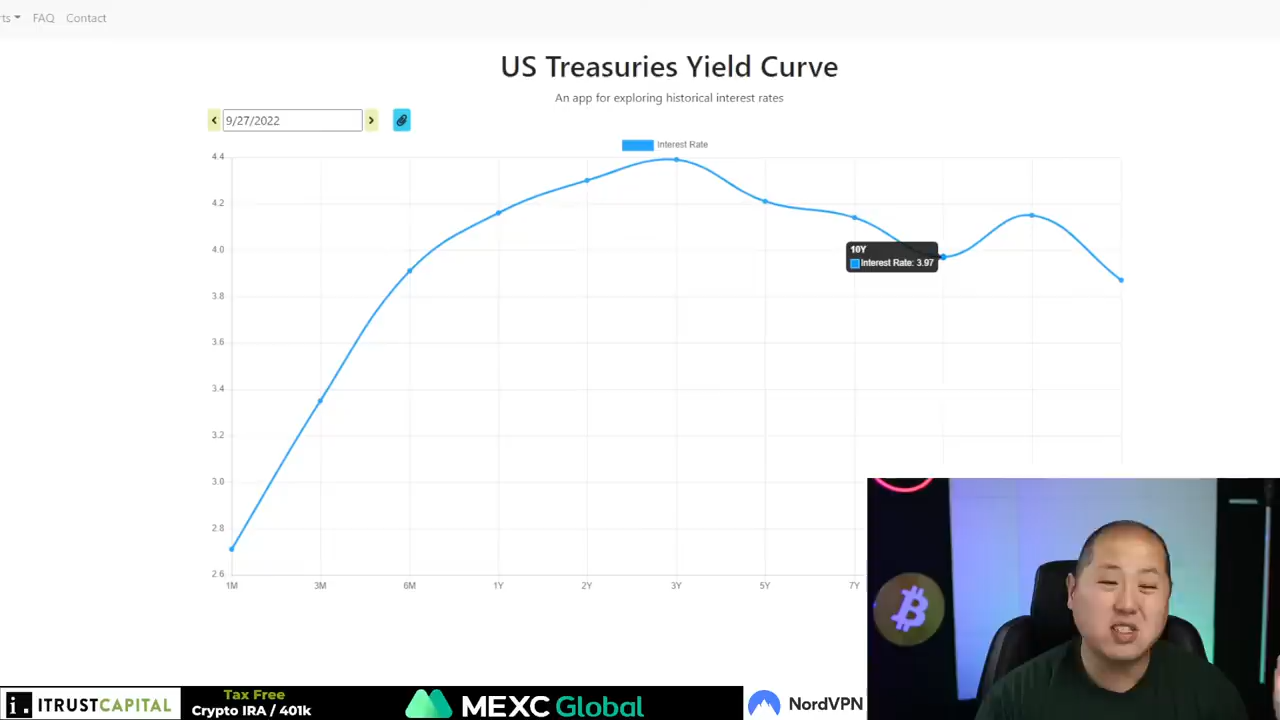 rts FAQ Contact
US Treasuries Yield Curve
An app for exploring historical interest rates
9/27/2022
Interest Rate
4.4
4.2
4.0
3.8
3.6
3.4
3.2
3.0
2.8
2.6
10Y
Interest Rate: 3.97
1M 3M 6M 1Y 2Y 3Y 5Y 7Y
i. ITRUSTCAPITAL
Tax Free
Crypto IRA / 401k
MEXC Global
NordVPN